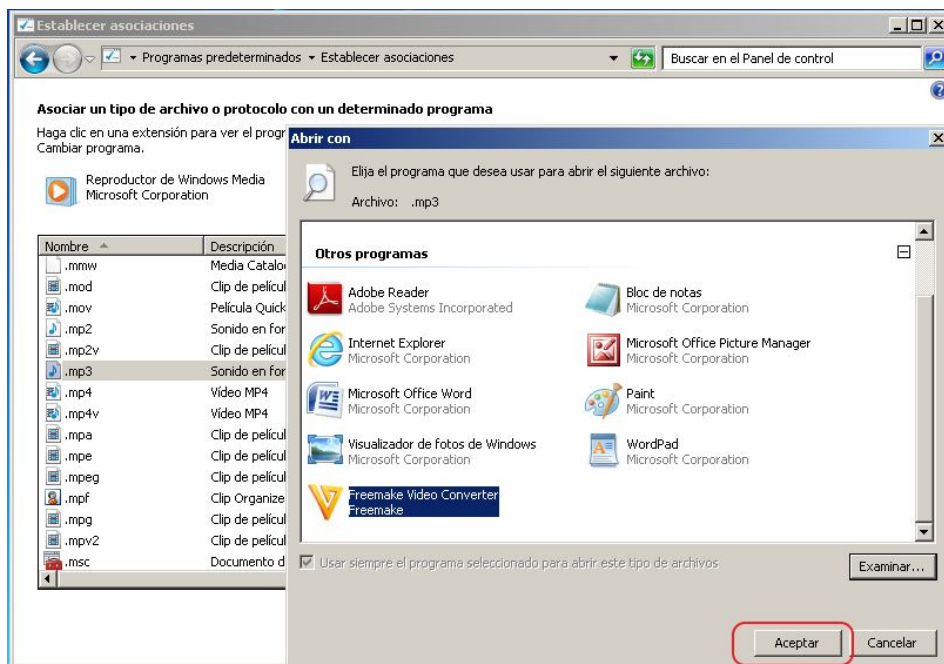 Establecer asociaciones
Programas predeterminados Establecer asociaciones
Buscar en el Panel de control
Asociar un tipo de archivo o protocolo con un determinado programa
Haga clic en una extensión para ver el progr
Cambiar programa.
Reproductor de Windows Media
Microsoft Corporation
Nombre Descripción
.mmw Media Catalo
.mod Clip de películ
.mov Película Quick
.mp2 Sonido en for
.mp2v Clip de películ
.mp3 Sonido en for
.mp4 Vídeo MP4
.mp4v Vídeo MP4
.mpa Clip de películ
.mpe Clip de películ
.mpeg Clip de películ
.mpf Clip Organize
.mpg Clip de películ
.mpv2 Clip de películ
.msc Documento d
Abrir con
Elija el programa que desea usar para abrir el siguiente archivo:
Archivo: .mp3
Otros programas
Adobe Reader
Adobe Systems Incorporated
Bloc de notas
Microsoft Corporation
Internet Explorer
Microsoft Corporation
Microsoft Office Picture Manager
Microsoft Corporation
Microsoft Office Word
Microsoft Corporation
Paint
Microsoft Corporation
Visualizador de fotos de Windows
Microsoft Corporation
WordPad
Microsoft Corporation
Freemake Video Converter
Freemake
Usar siempre el programa seleccionado para abrir este tipo de archivos
Examinar...
Aceptar
Cancelar